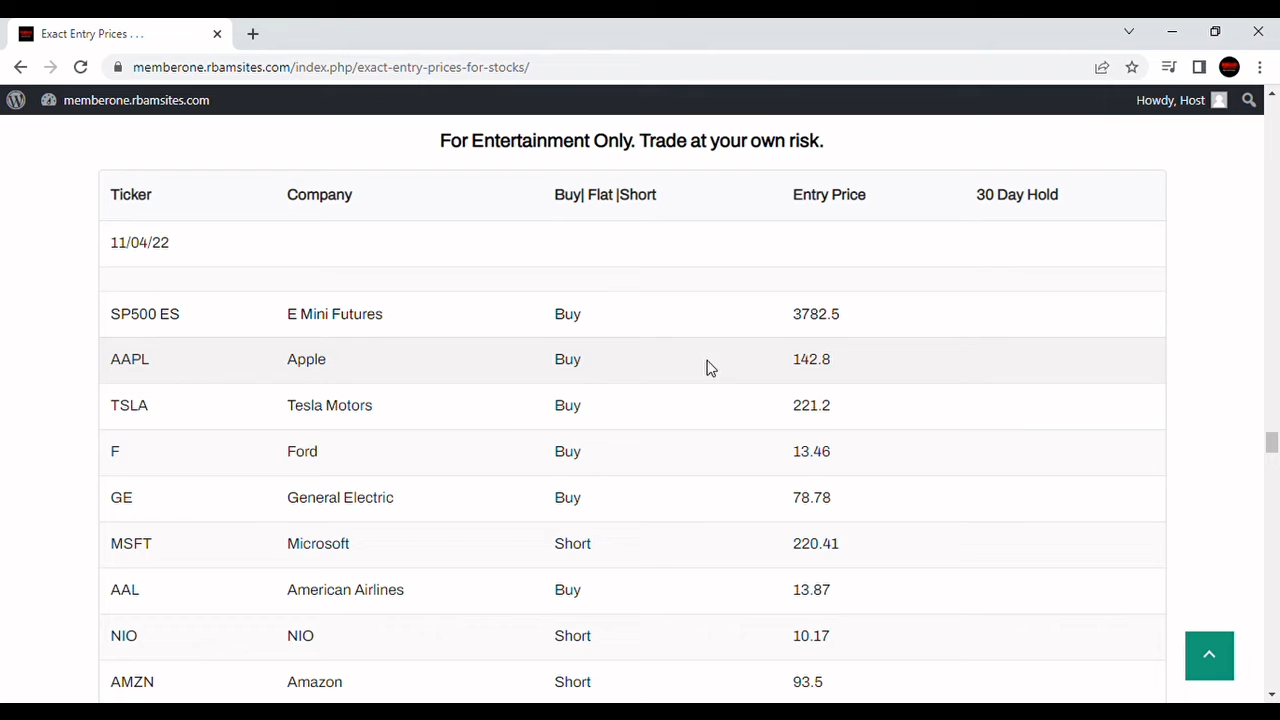 Exact Entry Prices . . .
memberone.rbamsites.com/index.php/exact-entry-prices-for-stocks/
memberone.rbamsites.com Howdy, Host
For Entertainment Only. Trade at your own risk.
Ticker Company Buy| Flat |Short Entry Price 30 Day Hold
11/04/22
SP500 ES E Mini Futures Buy 3782.5
AAPL Apple Buy 142.8
TSLA Tesla Motors Buy 221.2
F Ford Buy 13.46
GE General Electric Buy 78.78
MSFT Microsoft Short 220.41
AAL American Airlines Buy 13.87
NIO NIO Short 10.17
AMZN Amazon Short 93.5